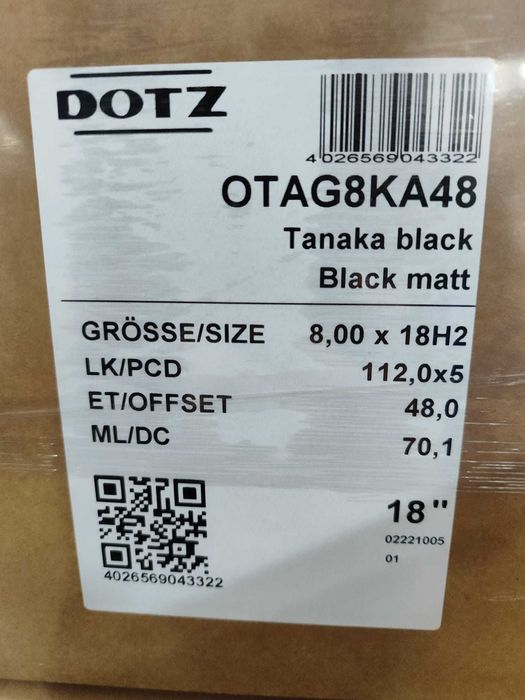 DOTZ
4 026569 043322
OTAG8KA48
Tanaka black
Black matt
GRÖSSE/SIZE 8,00 x 18H2
LK/PCD 112,0x5
ET/OFFSET 48,0
ML/DC 70,1
18"
02221005
01
4026569043322